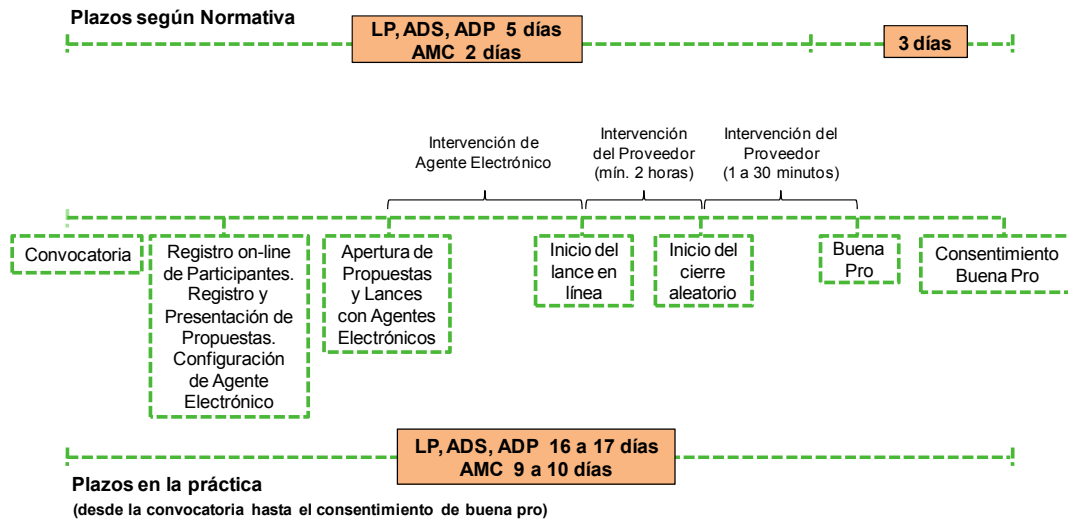 Plazos según Normativa
LP, ADS, ADP 5 días
AMC 2 días
3 días
Intervención de
Agente Electrónico
Intervención
del Proveedor
(mín. 2 horas)
Intervención del
Proveedor
(1 a 30 minutos)
Convocatoria
Registro on-line
de Participantes.
Registro y
Presentación de
Propuestas.
Configuración
de Agente
Electrónico
Apertura de
Propuestas
y Lances
con Agentes
Electrónicos
Inicio del
lance en
línea
Inicio del
cierre
aleatorio
Buena
Pro
Consentimiento
Buena Pro
LP, ADS, ADP 16 a 17 días
AMC 9 a 10 días
Plazos en la práctica
(desde la convocatoria hasta el consentimiento de buena pro)